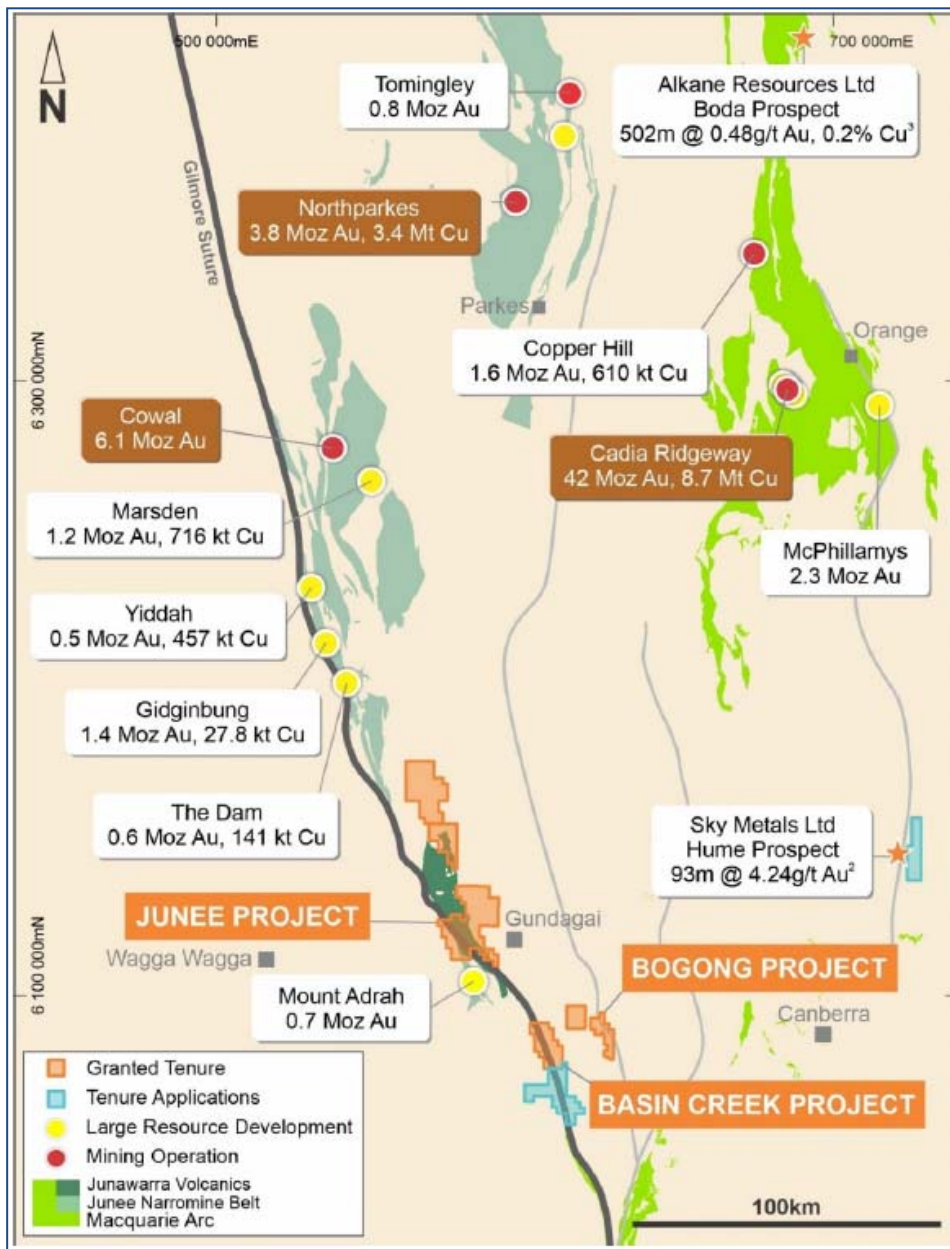 500 000mE
700 000mE
N
Gilmore Suture
Tomingley
0.8 Moz Au
Alkane Resources Ltd
Boda Prospect
502m @ 0.48g/t Au, 0.2% Cu³
Northparkes
3.8 Moz Au, 3.4 Mt Cu
Parkes
Copper Hill
1.6 Moz Au, 610 kt Cu
Orange
6 300 000mN
Cowal
6.1 Moz Au
Cadia Ridgeway
42 Moz Au, 8.7 Mt Cu
Marsden
1.2 Moz Au, 716 kt Cu
McPhillamys
2.3 Moz Au
Yiddah
0.5 Moz Au, 457 kt Cu
Gidginbung
1.4 Moz Au, 27.8 kt Cu
The Dam
0.6 Moz Au, 141 kt Cu
Sky Metals Ltd
Hume Prospect
93m @ 4.24g/t Au²
JUNEE PROJECT
Gundagai
Wagga Wagga
BOGONG PROJECT
6 100 000mN
Mount Adrah
0.7 Moz Au
Canberra
BASIN CREEK PROJECT
Granted Tenure
Tenure Applications
Large Resource Development
Mining Operation
Junawarra Volcanics
Junee Narromine Belt
Macquarie Arc
100km